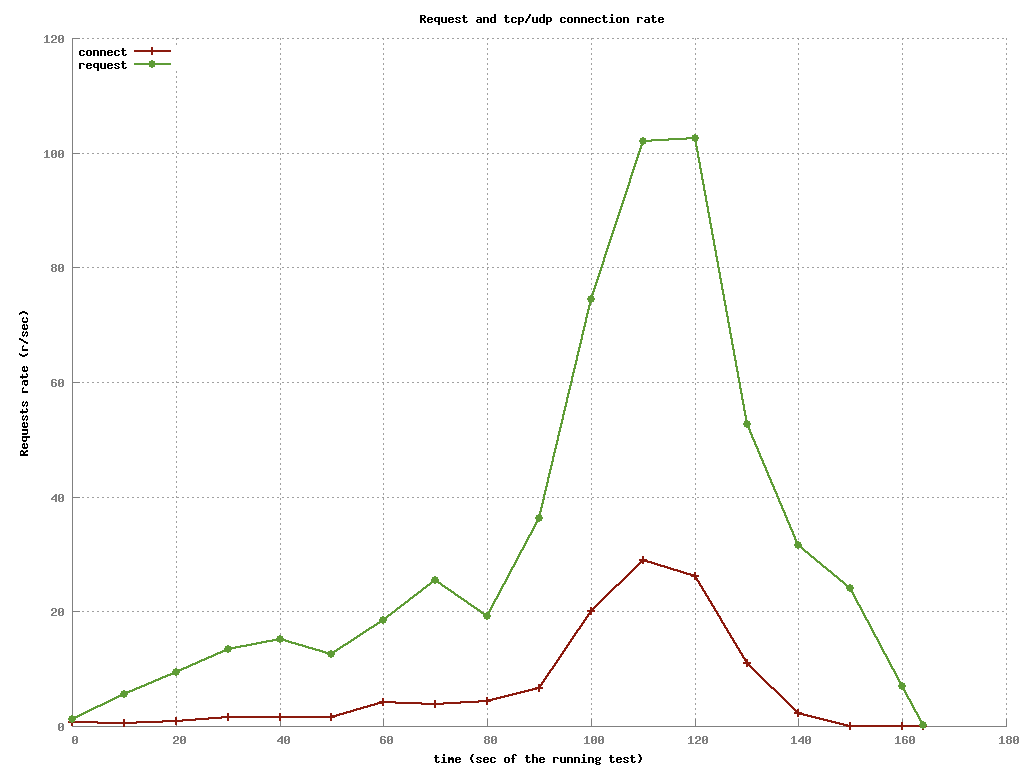 Request and tcp/udp connection rate
connect
request
120
100
80
60
40
20
0
Requests rate (r/sec)
0 20 40 60 80 100 120 140 160 180
time (sec of the running test)